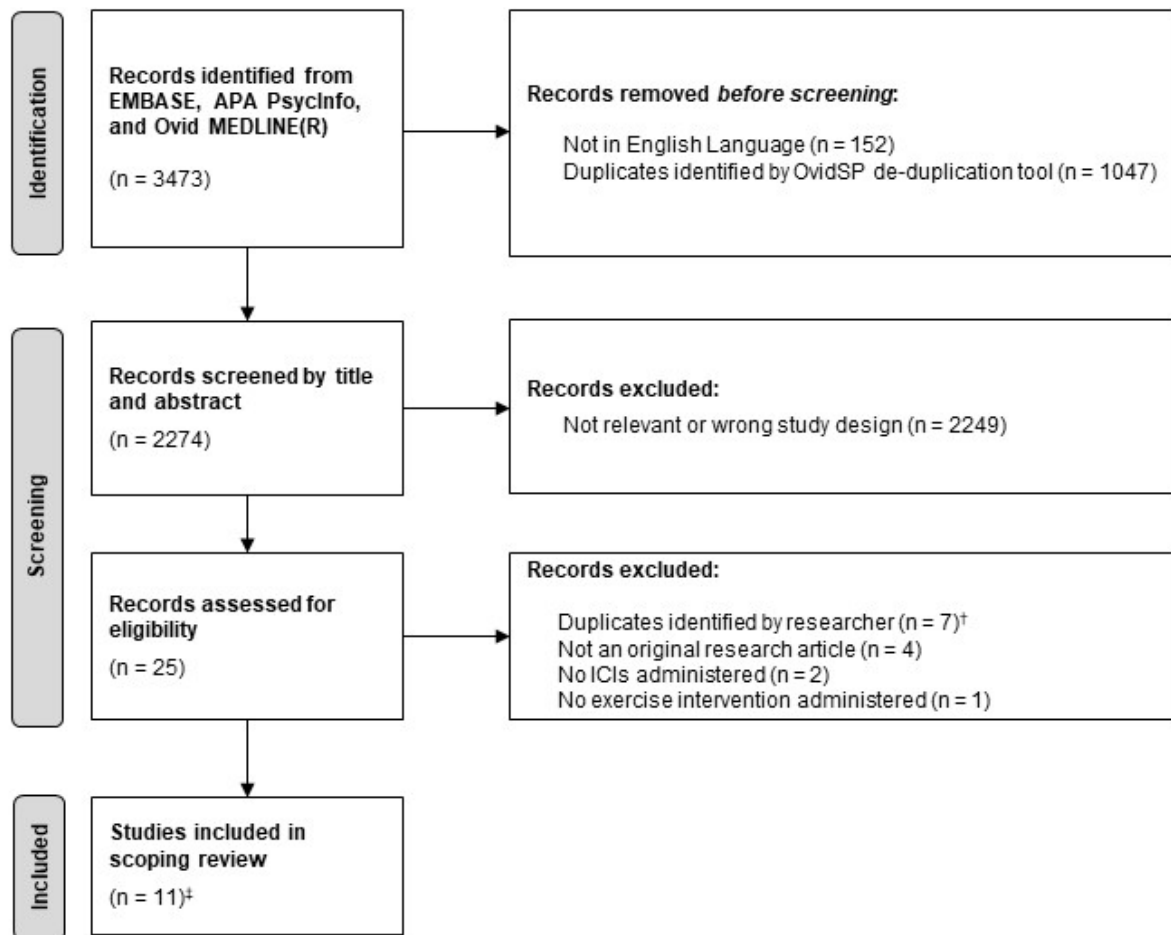 Identification
Records identified from
EMBASE, APA PsycInfo,
and Ovid MEDLINE(R)
(n = 3473)
Records removed before screening:
Not in English Language (n = 152)
Duplicates identified by OvidSP de-duplication tool (n = 1047)
Screening
Records screened by title
and abstract
(n = 2274)
Records excluded:
Not relevant or wrong study design (n = 2249)
Records assessed for
eligibility
(n = 25)
Records excluded:
Duplicates identified by researcher (n = 7)†
Not an original research article (n = 4)
No ICIs administered (n = 2)
No exercise intervention administered (n = 1)
Included
Studies included in
scoping review
(n = 11)‡